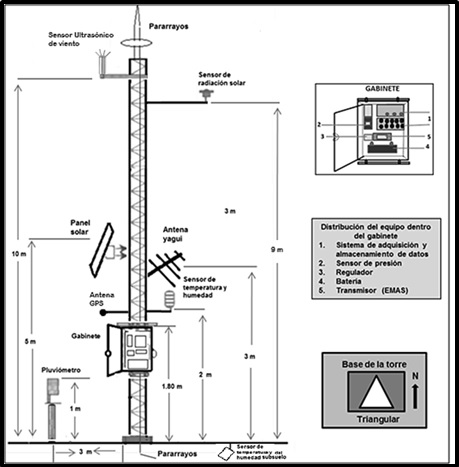 Pararrayos
Sensor Ultrasónico
de viento
Sensor de
radiación solar
GABINETE
1
2
5
3
4
3 m
Panel
solar
Antena
yagui
10 m
9 m
Distribución del equipo dentro
del gabinete
1. Sistema de adquisición y
almacenamiento de datos
2. Sensor de presión
3. Regulador
4. Batería
5. Transmisor (EMAS)
Sensor de
temperatura y
humedad
Antena
GPS
5 m
Gabinete
3 m
2 m
1.80 m
Pluviómetro
1 m
Base de la torre
N
Triangular
3 m
Pararrayos
Sensor de
temperatura y del
humedad subsuelo